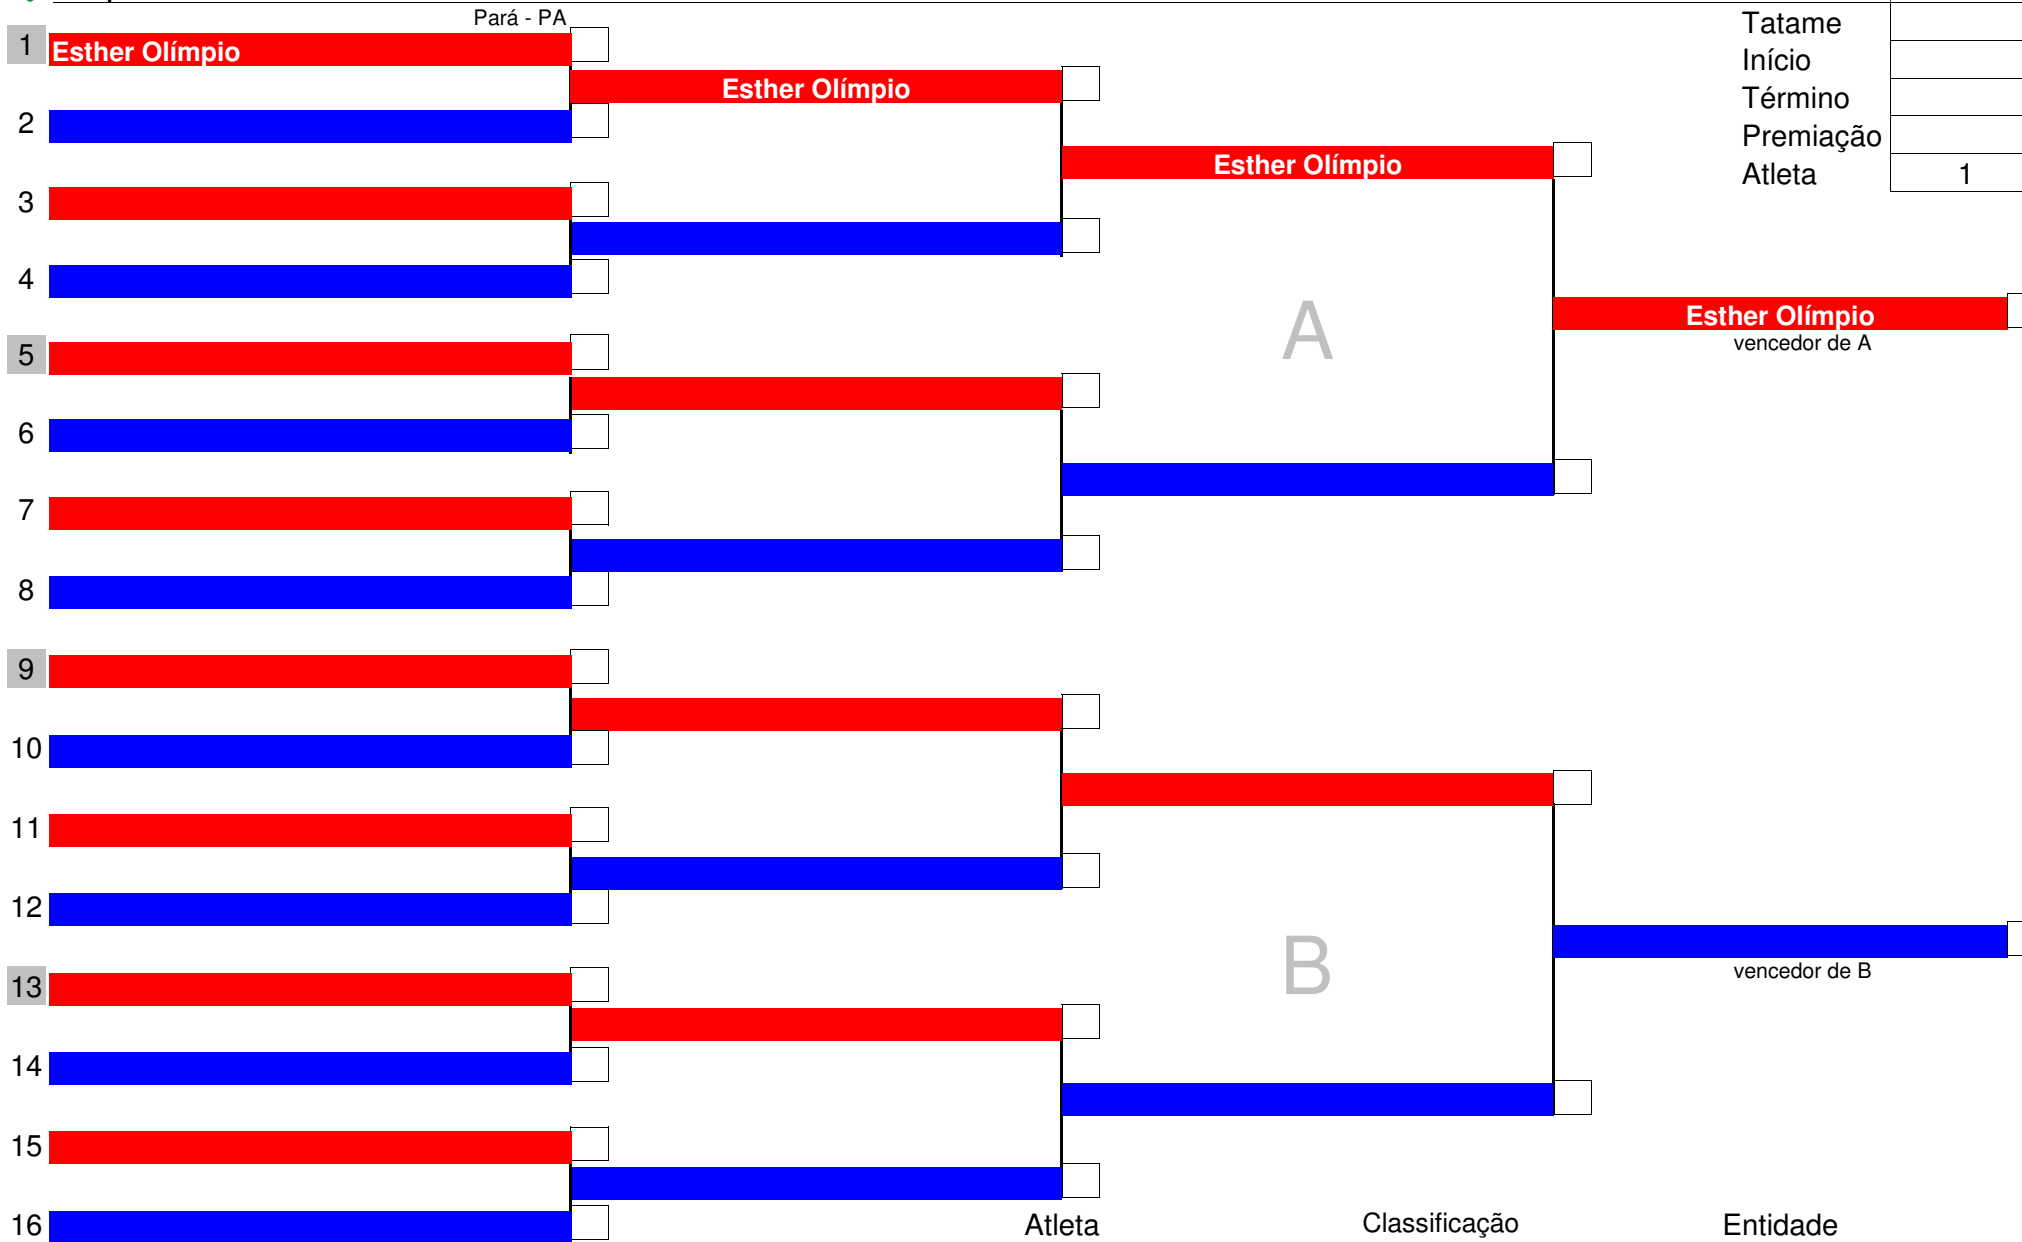 Pará - PA
Tatame
1 Esther Olímpio
Início
Esther Olímpio
Término
2
Premiação
Esther Olímpio
Atleta 1
3
4
A
Esther Olímpio
vencedor de A
5
6
7
8
9
10
11
12
B
vencedor de B
13
14
15
16
Atleta Classificação Entidade